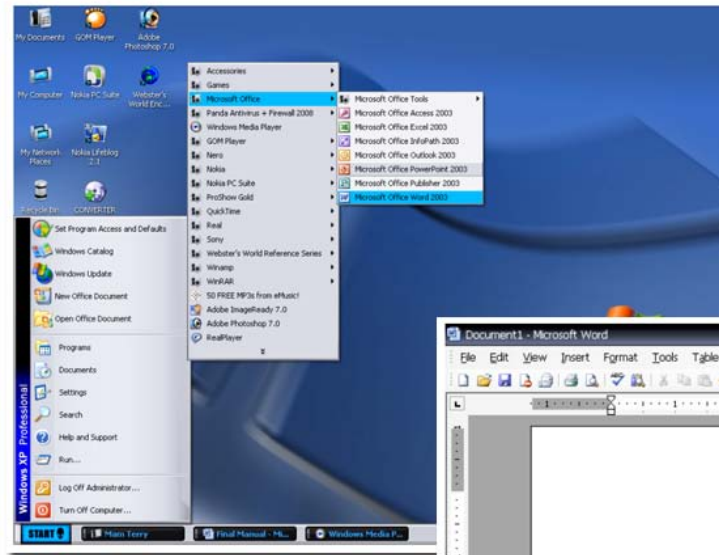 My Documents
GOM Player
Adobe
Photoshop 7.0
My Computer
Nokia PC Suite
Webster's
World Enc...
My Network
Places
Nokia Lifeblog
2.1
Recycle Bin
CONVERTER
Set Program Access and Defaults
Windows Catalog
Windows Update
New Office Document
Open Office Document
Programs
Documents
Settings
Search
Help and Support
Run...
Log Off Administrator...
Turn Off Computer...
Windows XP Professional
Accessories
Games
Microsoft Office
Panda Antivirus + Firewall 2008
Windows Media Player
GOM Player
Nero
Nokia
Nokia PC Suite
ProShow Gold
QuickTime
Real
Sony
Webster's World Reference Series
Winamp
WinRAR
50 FREE MP3s from eMusic!
Adobe ImageReady 7.0
Adobe Photoshop 7.0
RealPlayer
Microsoft Office Tools
Microsoft Office Access 2003
Microsoft Office Excel 2003
Microsoft Office InfoPath 2003
Microsoft Office Outlook 2003
Microsoft Office PowerPoint 2003
Microsoft Office Publisher 2003
Microsoft Office Word 2003
Document1 - Microsoft Word
File Edit View Insert Format Tools Table
1 1
START
Mam Terry
Final Manual - Mi...
Windows Media P...